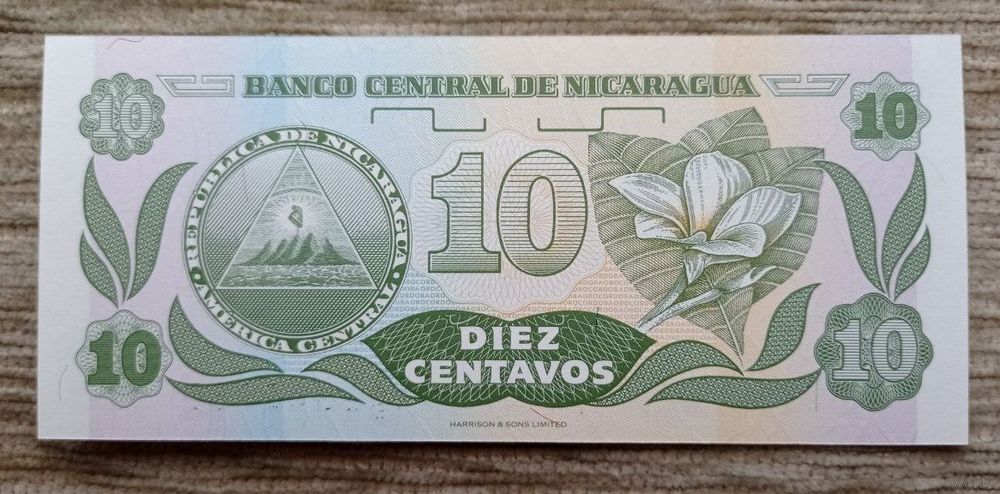 BANCO CENTRAL DE NICARAGUA
10
10
REPUBLICA DE NICARAGUA
AMERICA CENTRAL
10
DIEZ
CENTAVOS
10
10
HARRISON & SONS LIMITED